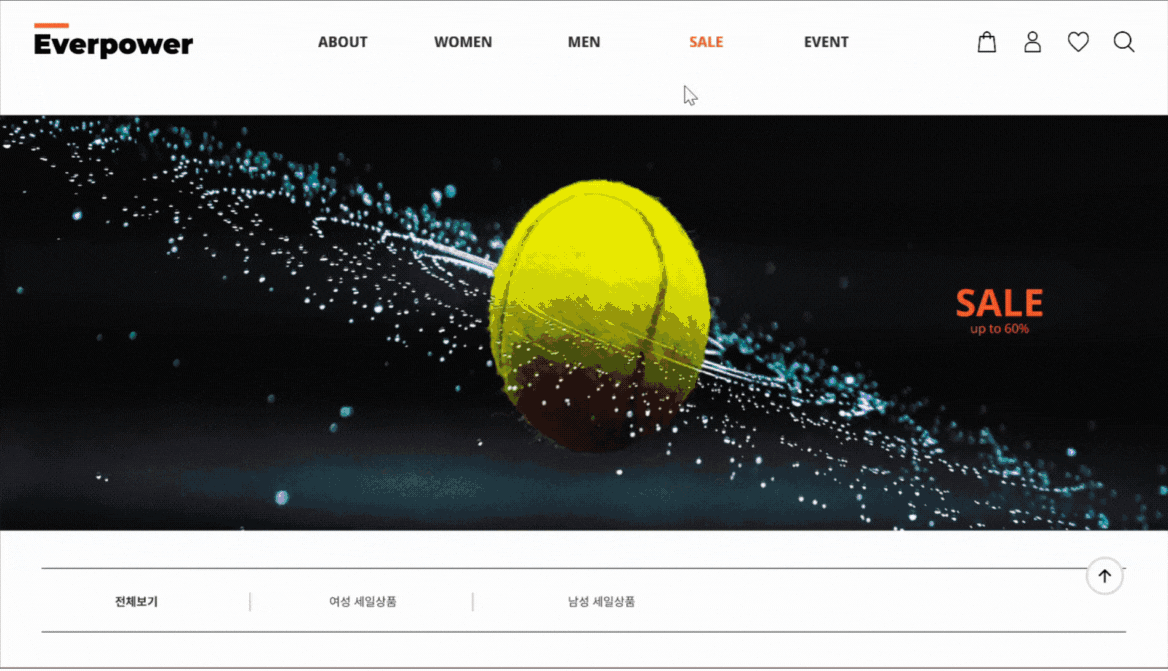 Everpower
ABOUT
WOMEN
MEN
SALE
EVENT
SALE
up to 60%
전체보기
여성 세일상품
남성 세일상품